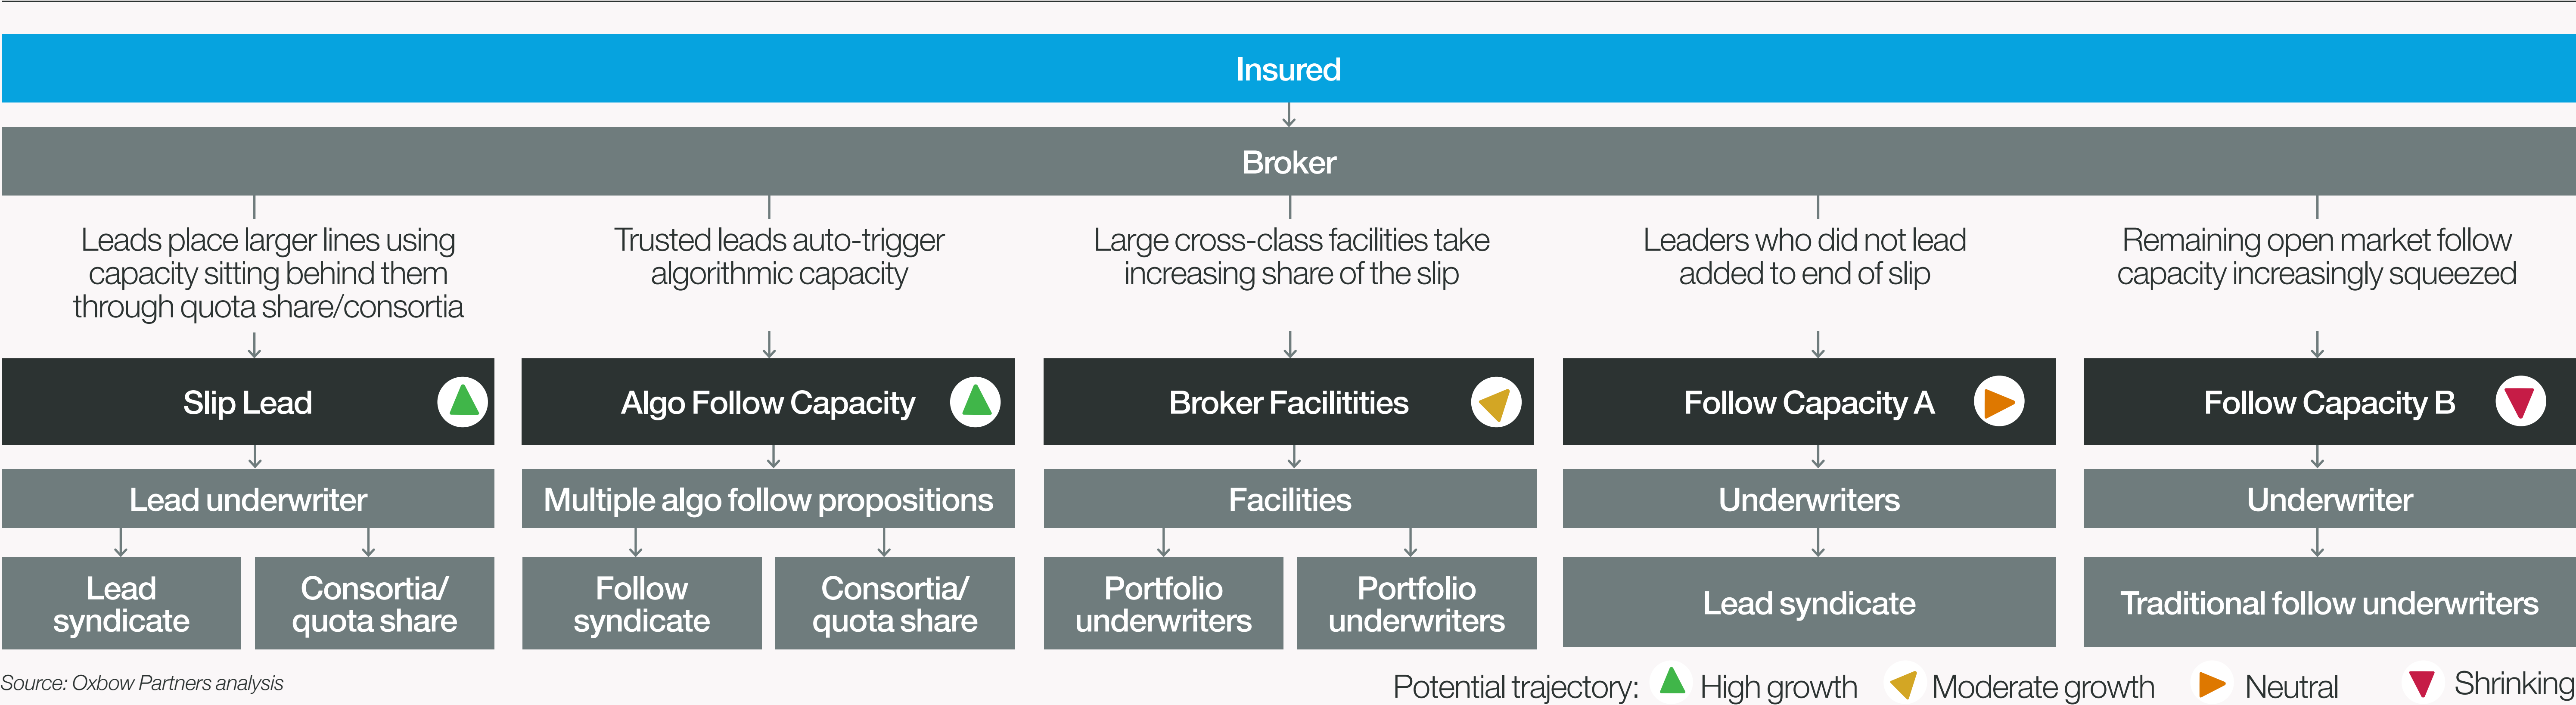 Insured
Broker
Leads place larger lines using
capacity sitting behind them
through quota share/consortia
Trusted leads auto-trigger
algorithmic capacity
Large cross-class facilities take
increasing share of the slip
Leaders who did not lead
added to end of slip
Remaining open market follow
capacity increasingly squeezed
Slip Lead
Algo Follow Capacity
Broker Facilitities
Follow Capacity A
Follow Capacity B
Lead underwriter
Multiple algo follow propositions
Facilities
Underwriters
Underwriter
Lead
syndicate
Consortia/
quota share
Follow
syndicate
Consortia/
quota share
Portfolio
underwriters
Portfolio
underwriters
Lead syndicate
Traditional follow underwriters
Source: Oxbow Partners analysis
Potential trajectory: High growth Moderate growth Neutral Shrinking